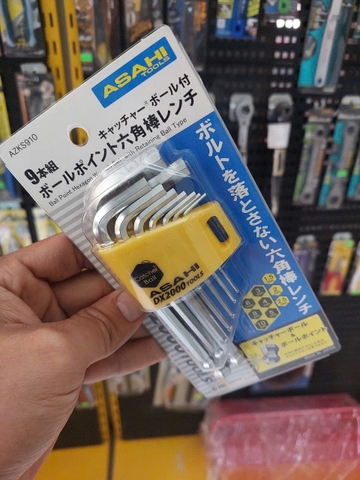 ASAHI
TOOLS
AZKS910
キャッチャーボール付
9本組
ボールポイント六角棒レンチ
Ball Point Hexagon
Retaining Ball Type
ボルトを落とさない六角棒レンチ
Catcher
Ball
ASAHI
DX2000 TOOLS
キャッチャーボール
&
ボールポイント